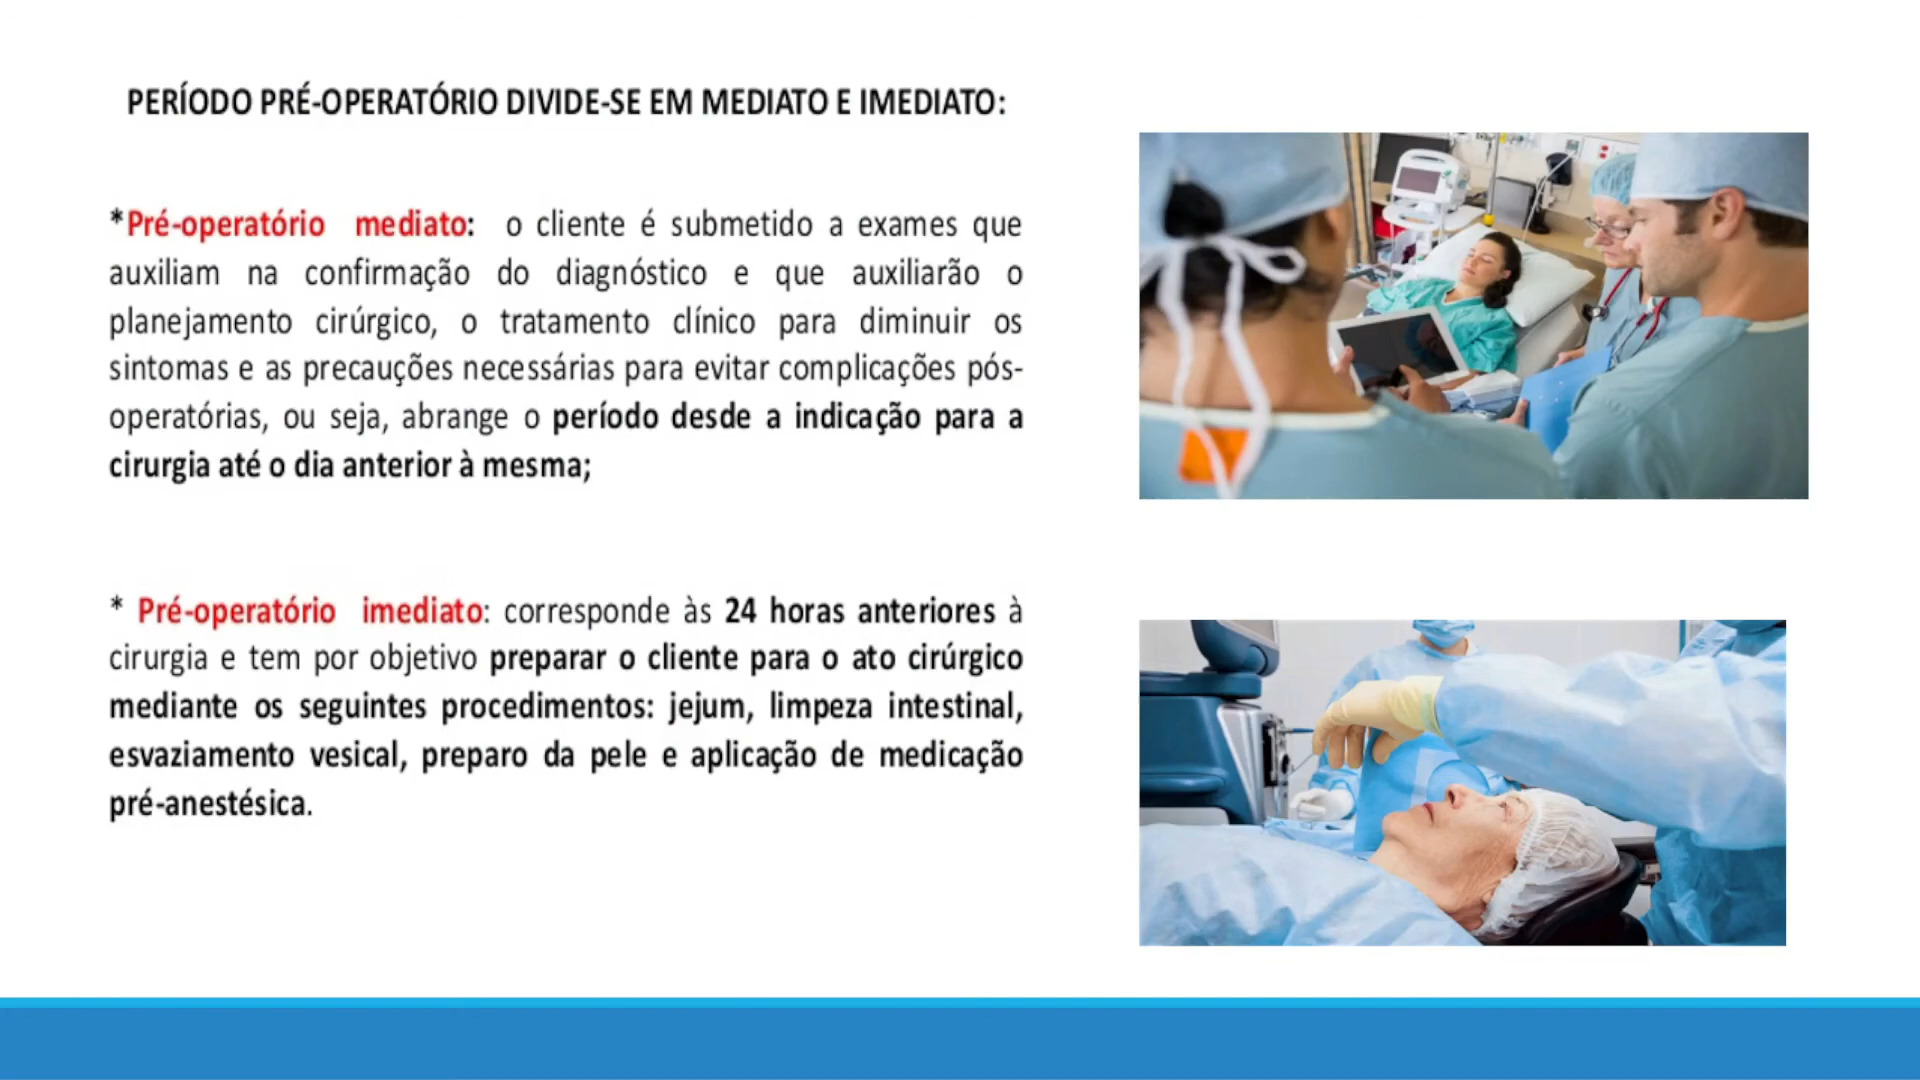 PERÍODO PRÉ-OPERATÓRIO DIVIDE-SE EM MEDIATO E IMEDIATO:
*Pré-operatório mediato: o cliente é submetido a exames que
auxiliam na confirmação do diagnóstico e que auxiliarão o
planejamento cirúrgico, o tratamento clínico para diminuir os
sintomas e as precauções necessárias para evitar complicações pós-
operatórias, ou seja, abrange o período desde a indicação para a
cirurgia até o dia anterior à mesma;
* Pré-operatório imediato: corresponde às 24 horas anteriores à
cirurgia e tem por objetivo preparar o cliente para o ato cirúrgico
mediante os seguintes procedimentos: jejum, limpeza intestinal,
esvaziamento vesical, preparo da pele e aplicação de medicação
pré-anestésica.